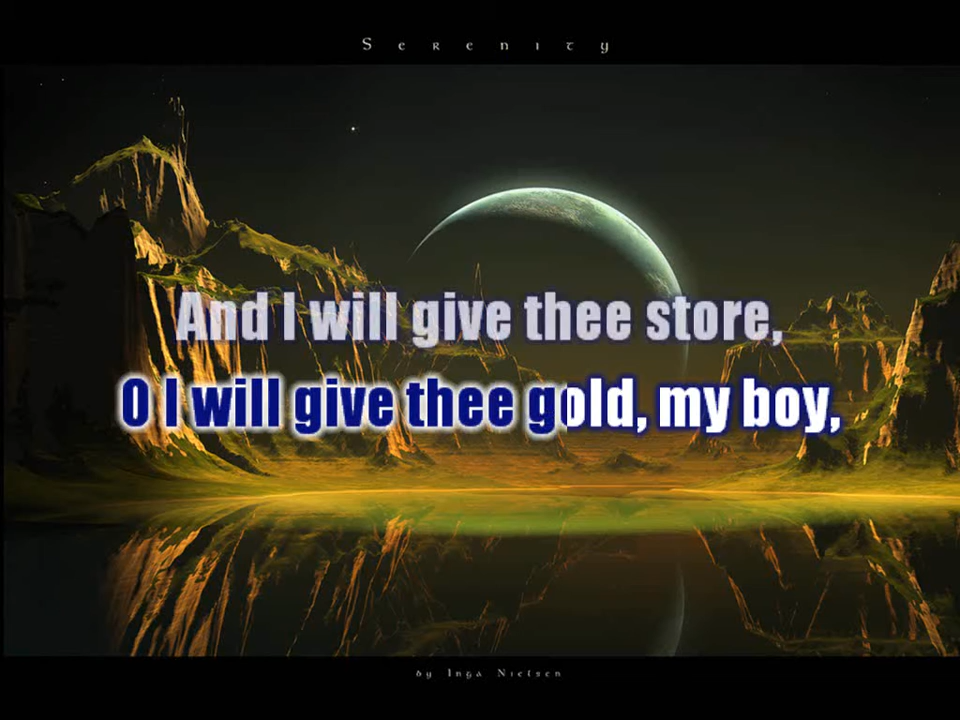 Serenity
And I will give thee store,
O I will give thee gold, my boy,
by Inga Nielsen